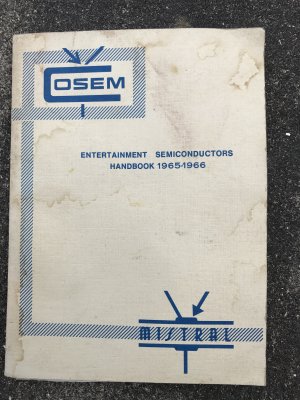 COSEM
ENTERTAINMENT SEMICONDUCTORS
HANDBOOK 1965-1966
MISTRAL